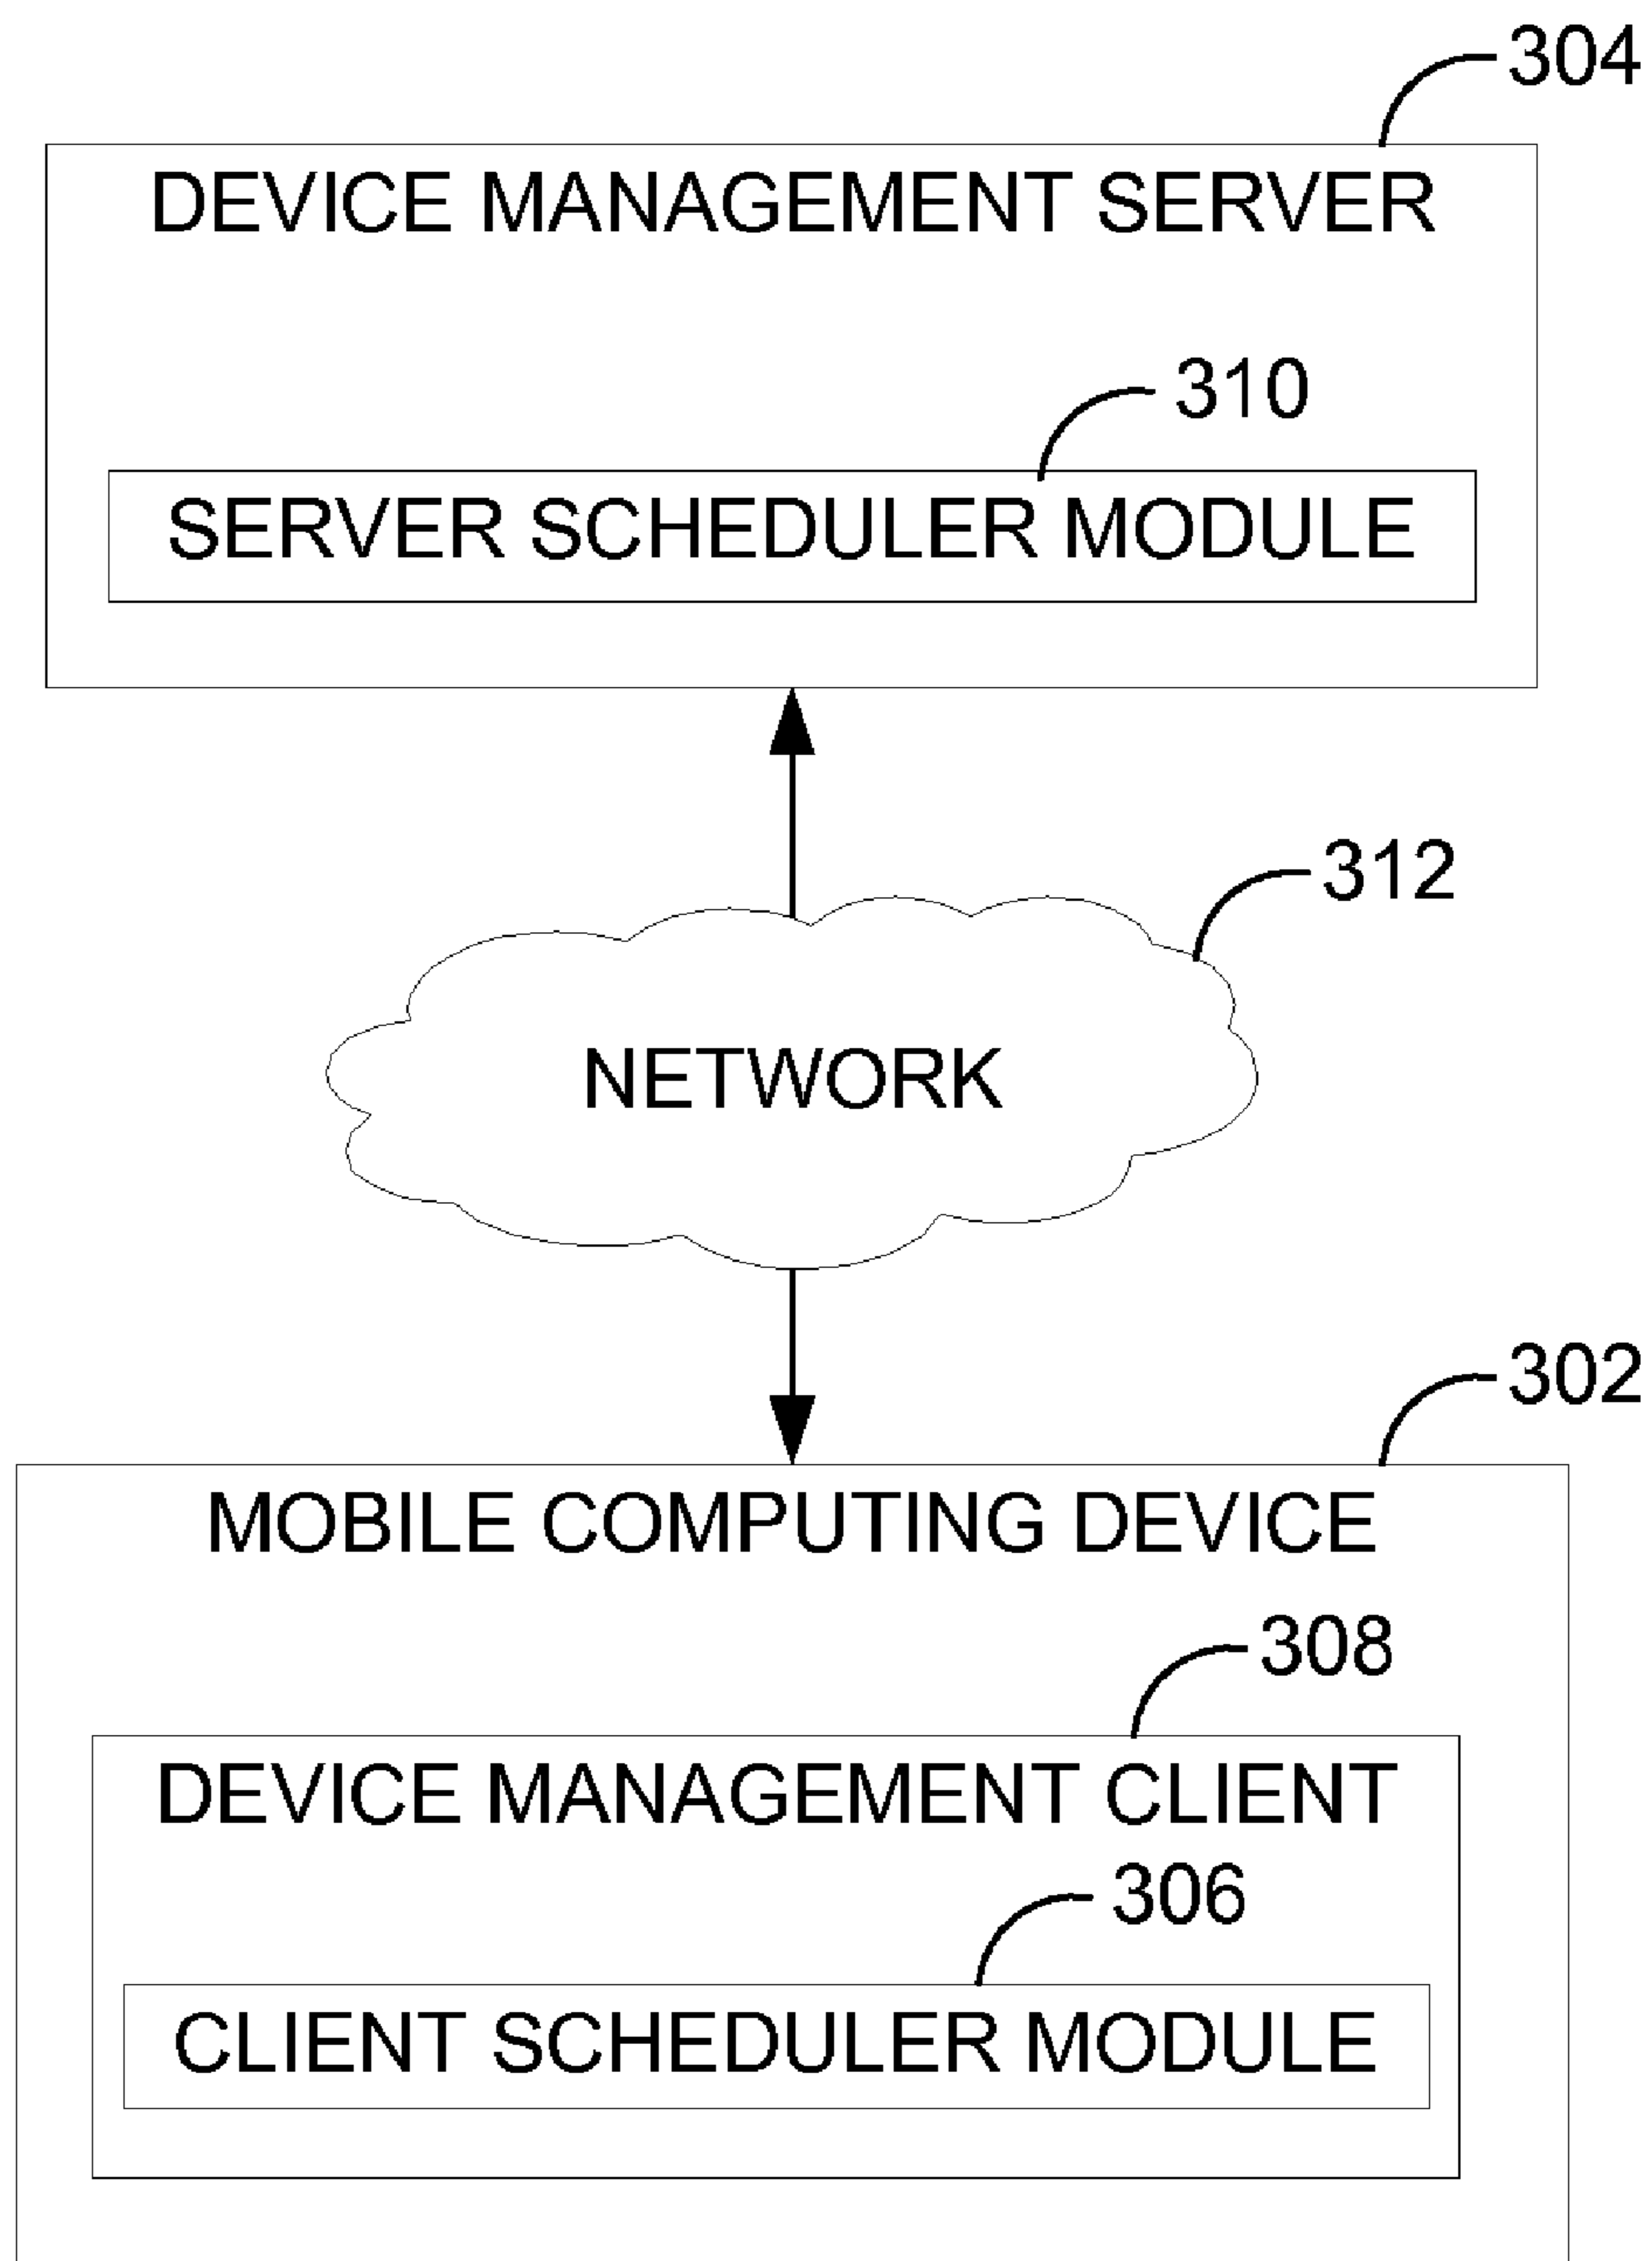 304
DEVICE MANAGEMENT SERVER
310
SERVER SCHEDULER MODULE
312
NETWORK
302
MOBILE COMPUTING DEVICE
308
DEVICE MANAGEMENT CLIENT
306
CLIENT SCHEDULER MODULE